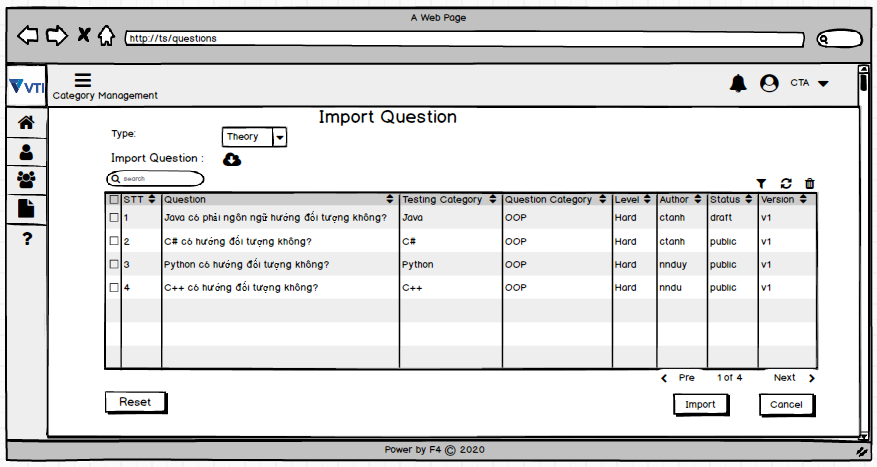 A Web Page
http://ts/questions
VTI
Category Management
CTA
Import Question
Type:
Theory
Import Question :
search
STT Question Testing Category Question Category Level Author Status Version
1 Java có phải ngôn ngữ hướng đối tượng không? Java OOP Hard ctanh draft v1
2 C# có hướng đối tượng không? C# OOP Hard ctanh public v1
3 Python có hướng đối tượng không? Python OOP Hard nnduy public v1
4 C++ có hướng đối tượng không? C++ OOP Hard nndu public v1
Pre 1 of 4 Next
Reset
Import
Cancel
Power by F4 © 2020